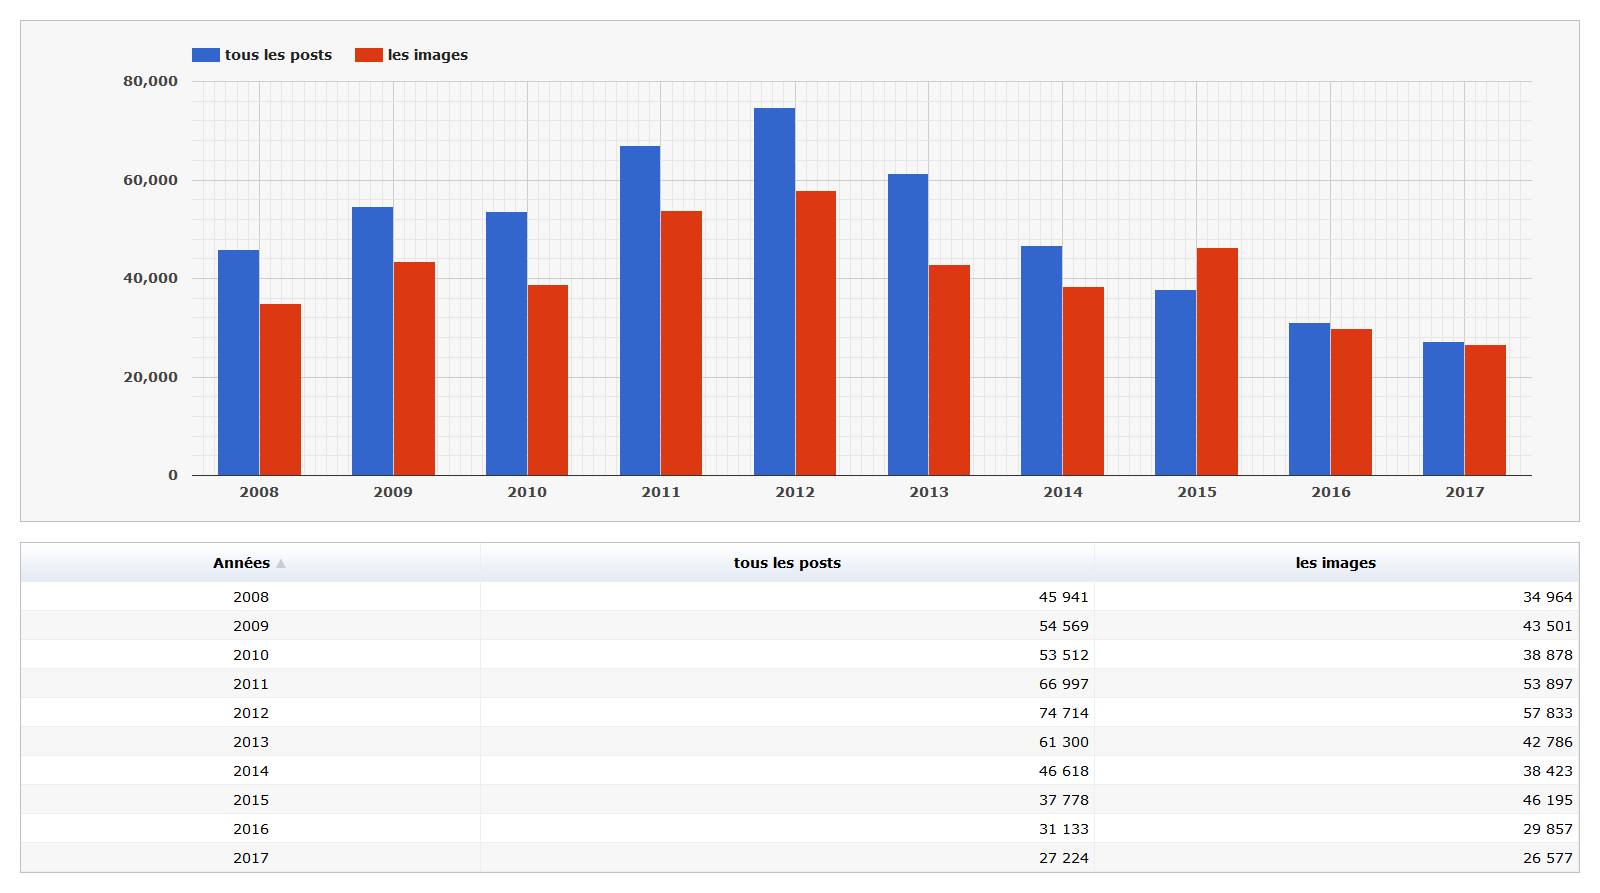 tous les posts les images
80,000
60,000
40,000
20,000
0
2008 2009 2010 2011 2012 2013 2014 2015 2016 2017
Années ▲ tous les posts les images
2008 45 941 34 964
2009 54 569 43 501
2010 53 512 38 878
2011 66 997 53 897
2012 74 714 57 833
2013 61 300 42 786
2014 46 618 38 423
2015 37 778 46 195
2016 31 133 29 857
2017 27 224 26 577